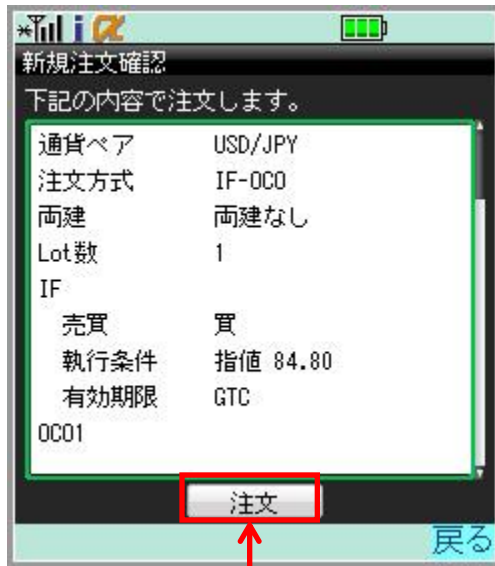 i α
新規注文確認
下記の内容で注文します。
通貨ペア USD/JPY
注文方式 IF-OCO
両建 両建なし
Lot数 1
IF
売買 買
執行条件 指値 84.80
有効期限 GTC
OCO1
注文
戻る